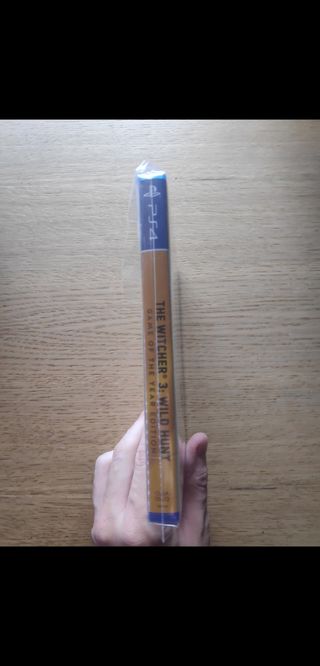 PS4
THE WITCHER® 3: WILD HUNT
GAME OF THE YEAR EDITION